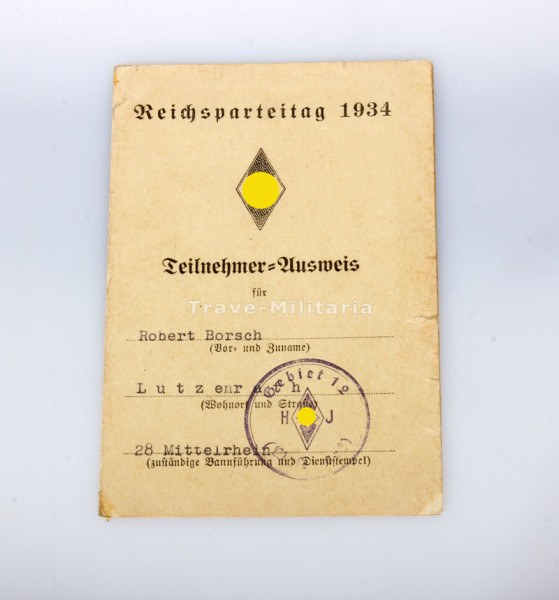 Reichsparteitag 1934
Teilnehmer-Ausweis
für
Trave-Militaria
Robert Borsch
(Vor- und Zuname)
Lutzenrath
(Wohnort und Straße)
Gebiet 12
H J
28 Mittelrhein
(zuständige Bannführung und Dienststempel)